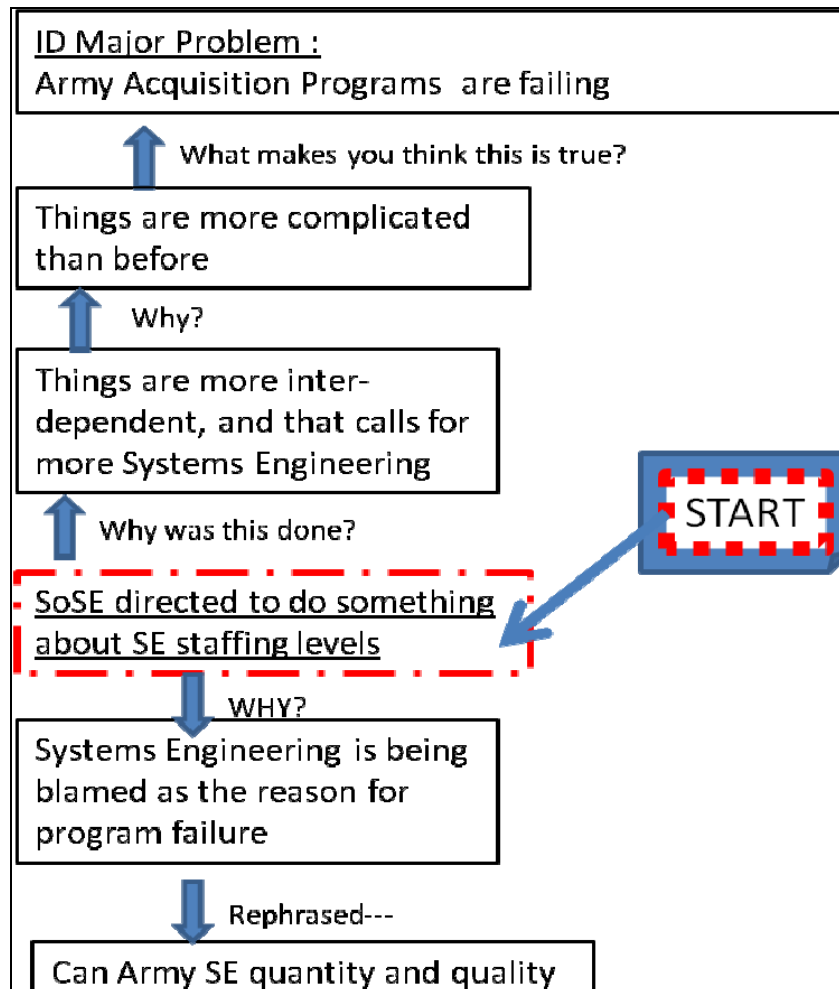 ID Major Problem :
Army Acquisition Programs are failing
What makes you think this is true?
Things are more complicated
than before
Why?
Things are more inter-
dependent, and that calls for
more Systems Engineering
START
Why was this done?
SoSE directed to do something
about SE staffing levels
WHY?
Systems Engineering is being
blamed as the reason for
program failure
Rephrased---
Can Army SE quantity and quality